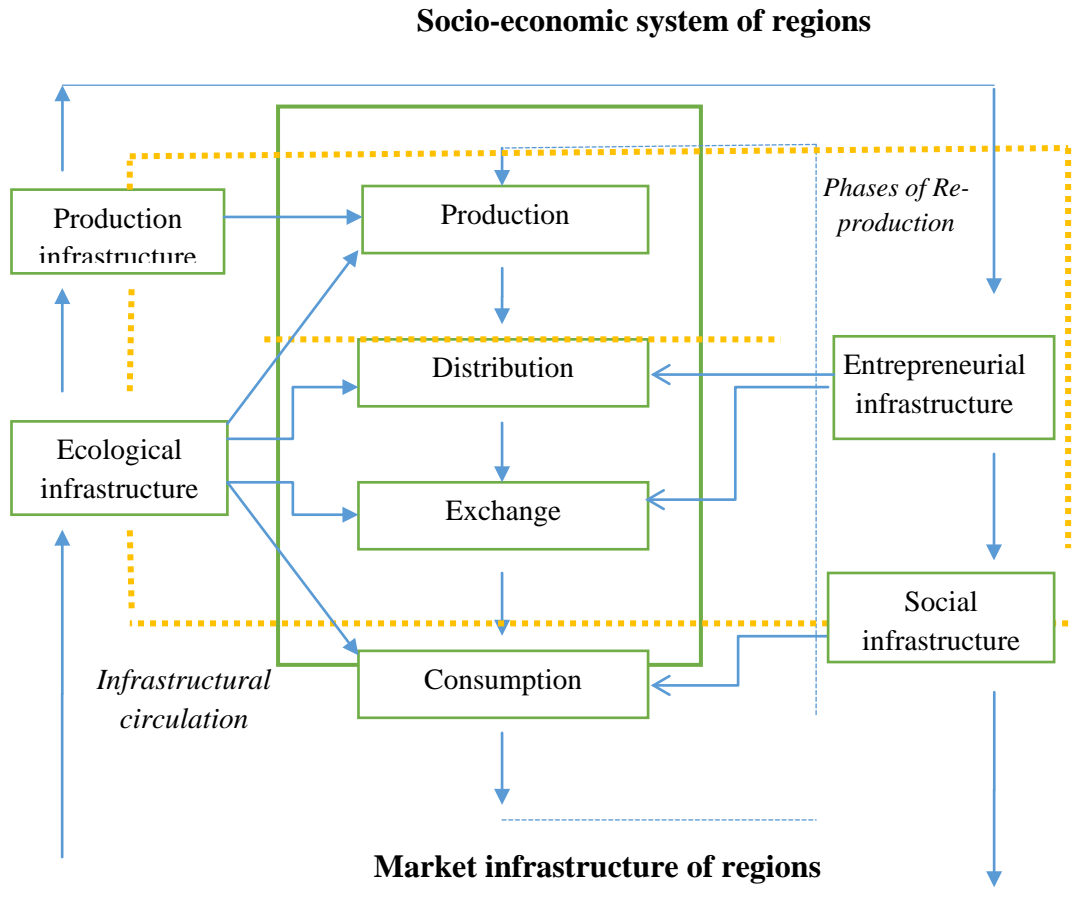 Socio-economic system of regions
Phases of Re-
production
Production
infrastructure
Production
Distribution
Entrepreneurial
infrastructure
Ecological
infrastructure
Exchange
Social
infrastructure
Infrastructural
circulation
Consumption
Market infrastructure of regions